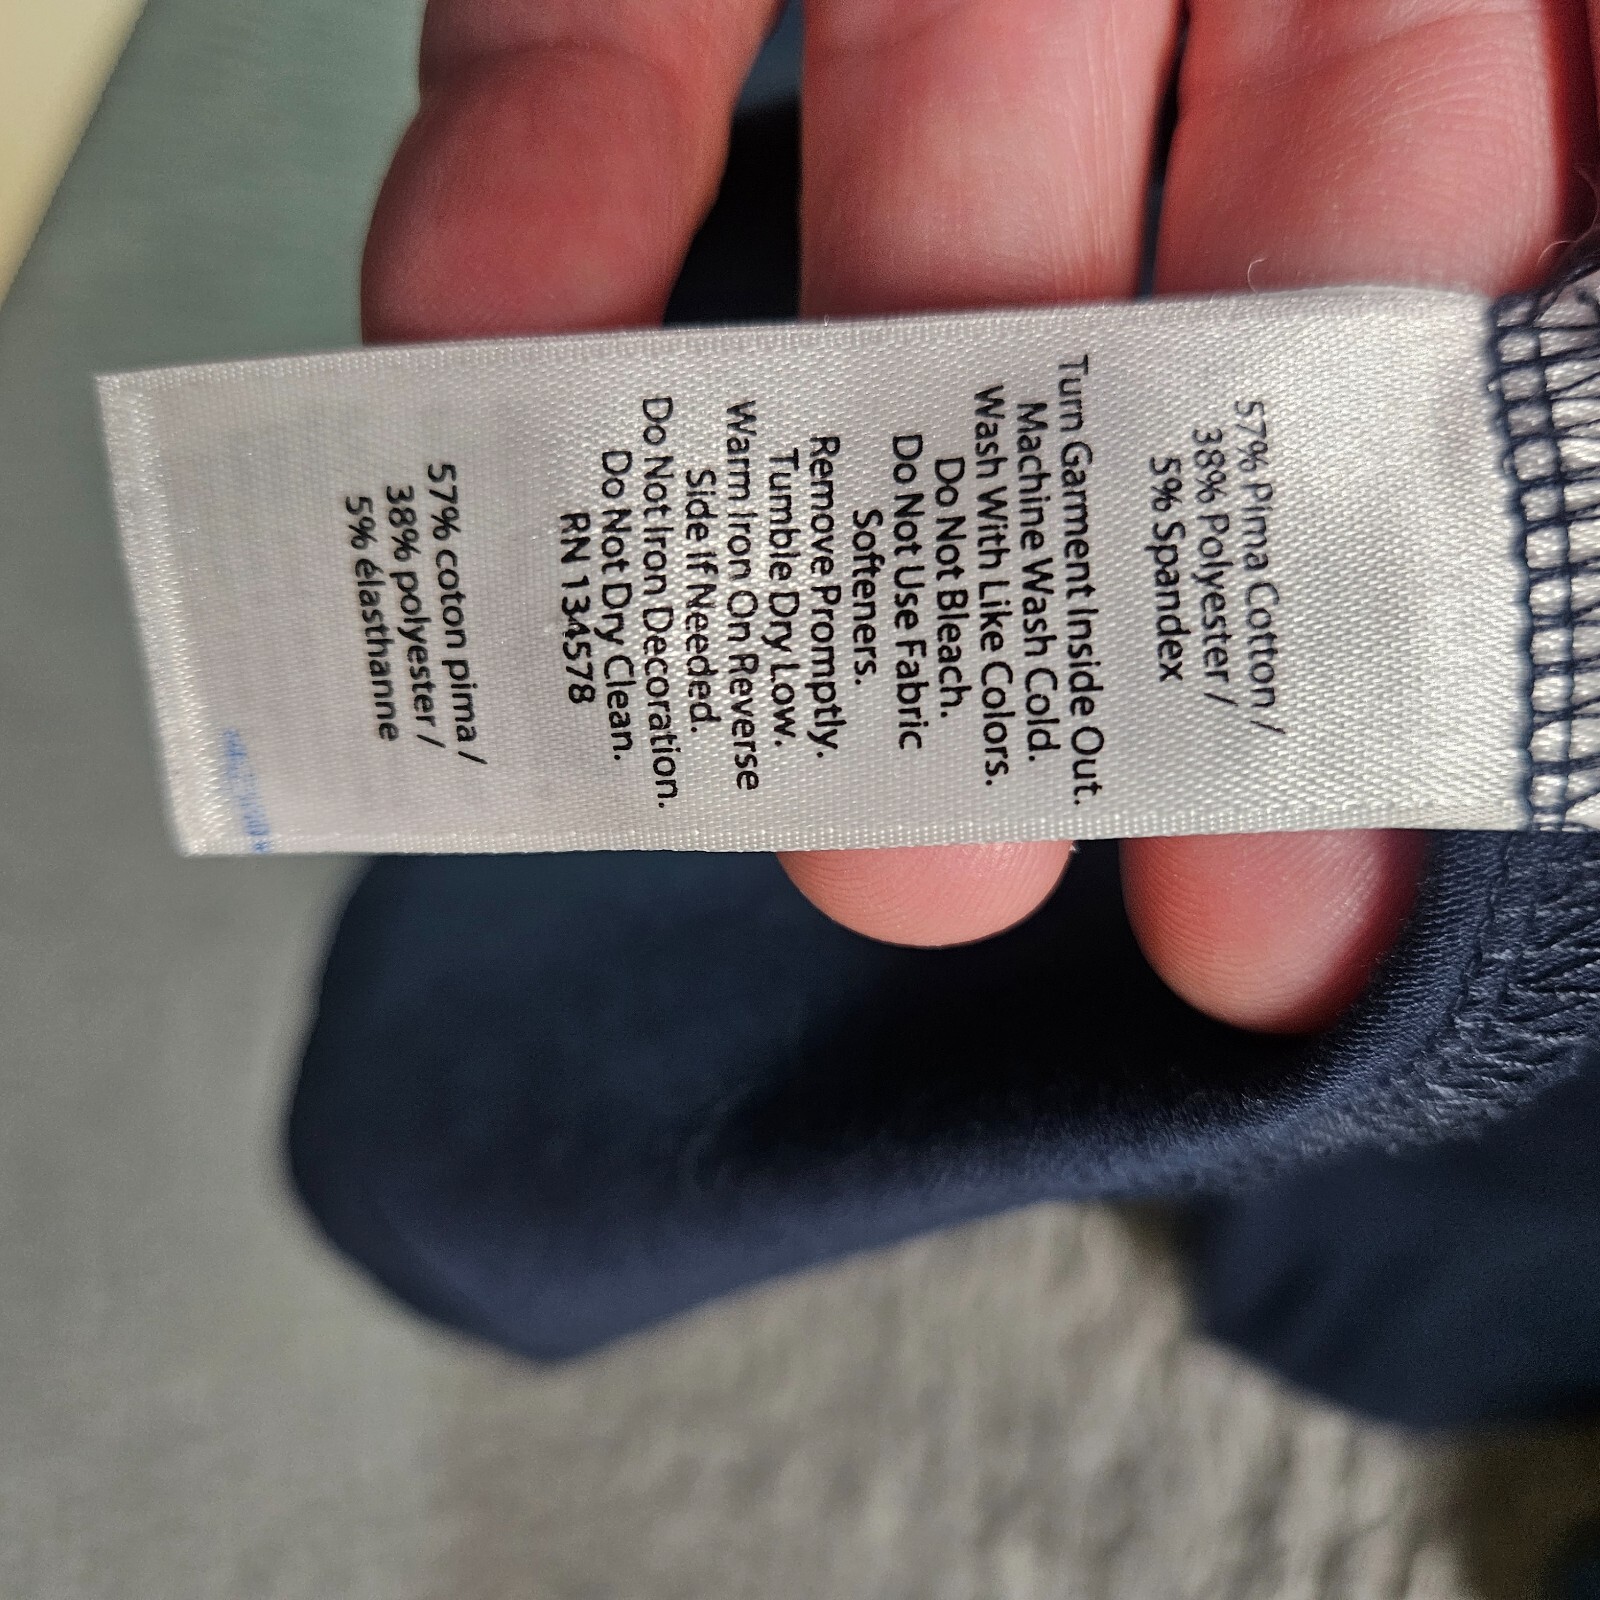 57% Pima Cotton /
38% Polyester /
5% Spandex
Turn Garment Inside Out.
Machine Wash Cold.
Wash With Like Colors.
Do Not Bleach.
Do Not Use Fabric
Softeners.
Remove Promptly.
Tumble Dry Low.
Warm Iron On Reverse
Side If Needed.
Do Not Iron Decoration.
Do Not Dry Clean.
RN 134578
57% coton pima /
38% polyester /
5% élasthanne